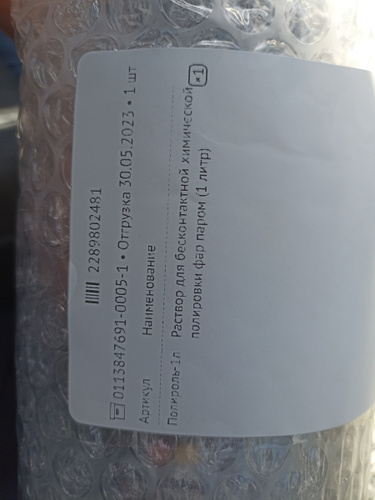 2289802481
0113847691-0005-1 • Отгрузка 30.05.2023 • 1 шт
Артикул Наименование
Полироль-1л Раствор для бесконтактной химической ×1
полировки фар паром (1 литр)